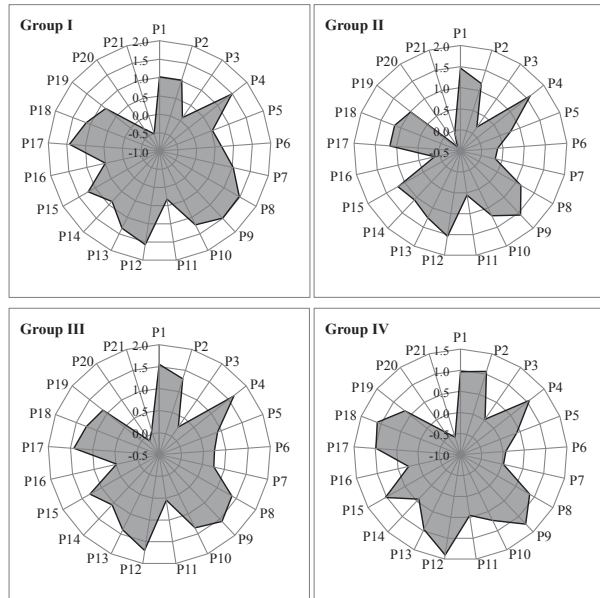 Group I
P1
P2
P3
P4
P5
P6
P7
P8
P9
P10
P11
P12
P13
P14
P15
P16
P17
P18
P19
P20
P21
2.0
1.5
1.0
0.5
0.0
-0.5
-1.0
Group II
P1
P2
P3
P4
P5
P6
P7
P8
P9
P10
P11
P12
P13
P14
P15
P16
P17
P18
P19
P20
P21
2.0
1.5
1.0
0.5
0.0
-0.5
Group III
P1
P2
P3
P4
P5
P6
P7
P8
P9
P10
P11
P12
P13
P14
P15
P16
P17
P18
P19
P20
P21
2.0
1.5
1.0
0.5
0.0
-0.5
Group IV
P1
P2
P3
P4
P5
P6
P7
P8
P9
P10
P11
P12
P13
P14
P15
P16
P17
P18
P19
P20
P21
1.5
1.0
0.5
0.0
-0.5
-1.0